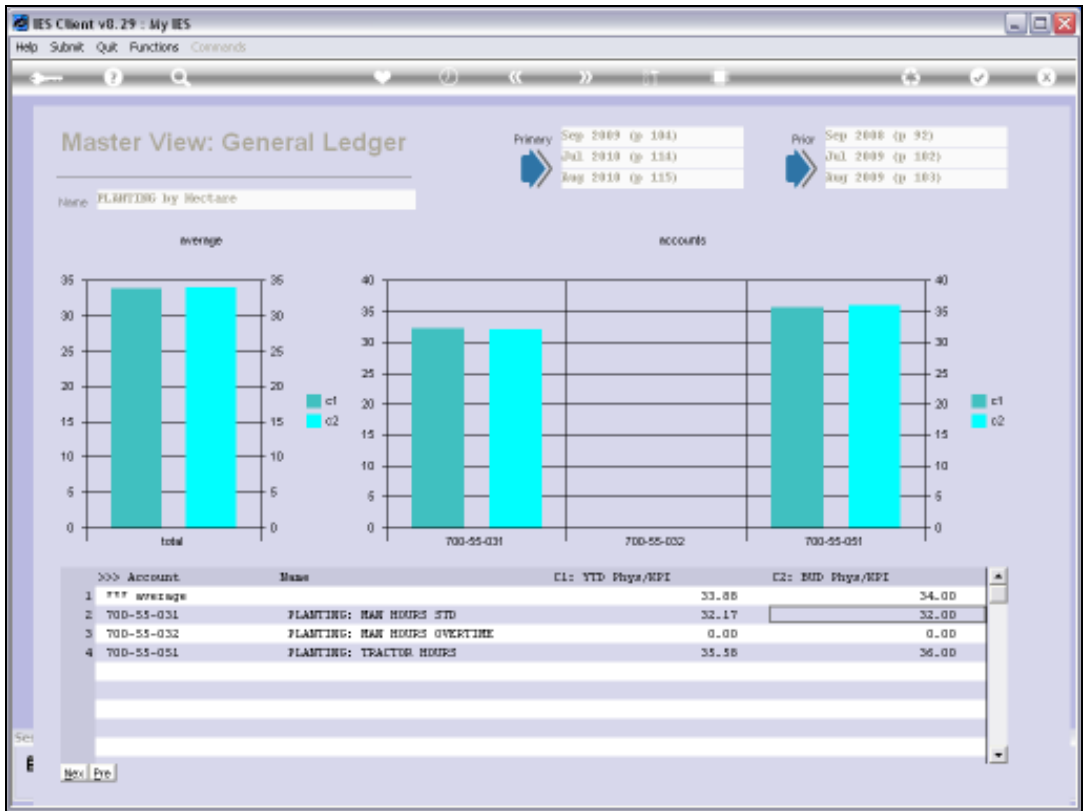 IES Client v8.29 : My IES
Help Submit Quit Functions Commands
Master View: General Ledger
Primary
Sep 2009 (p 104)
Jul 2010 (p 114)
Aug 2010 (p 115)
Prior
Sep 2008 (p 92)
Jul 2009 (p 102)
Aug 2009 (p 103)
Name PLANTING by Hectare
average
35
30
25
20
15
10
5
0
35
30
25
20
15
10
5
0
total
c1
c2
accounts
40
35
30
25
20
15
10
5
0
40
35
30
25
20
15
10
5
0
700-55-031 700-55-032 700-55-051
c1
c2
>>> Account Name C1: YTD Phys/KPI C2: BUD Phys/KPI
1 *** average 33.88 34.00
2 700-55-031 PLANTING: MAN HOURS STD 32.17 32.00
3 700-55-032 PLANTING: MAN HOURS OVERTIME 0.00 0.00
4 700-55-051 PLANTING: TRACTOR HOURS 35.58 36.00
Ses
Nex Pre